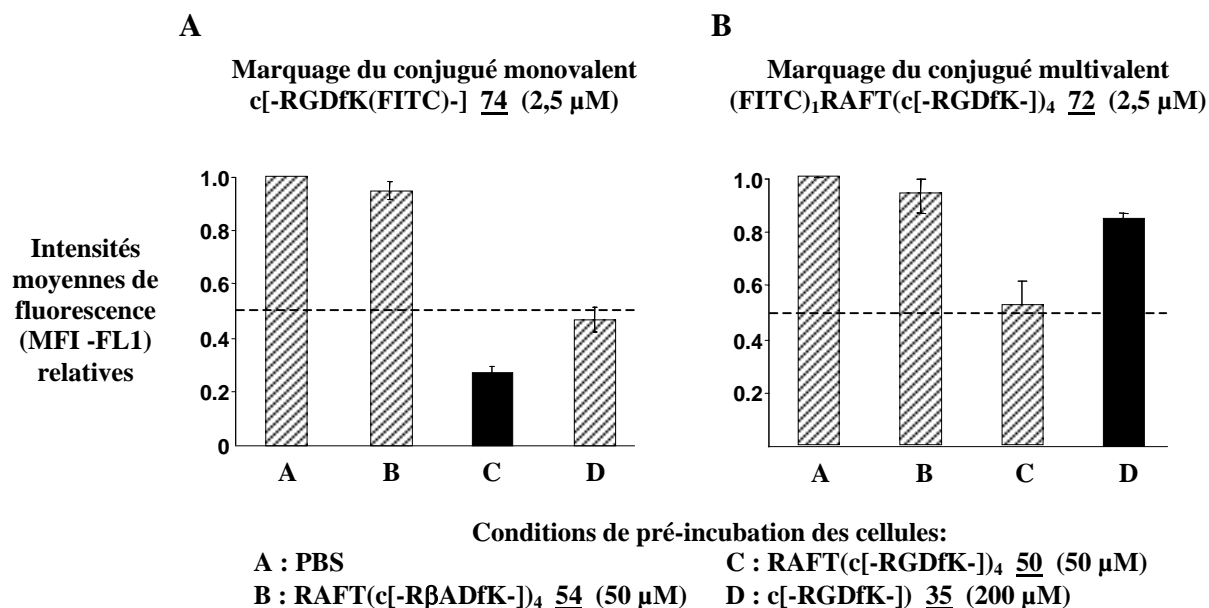 A
Marquage du conjugué monovalent
c[-RGDfK(FITC)-] 74 (2,5 µM)
B
Marquage du conjugué multivalent
(FITC)₁RAFT(c[-RGDfK-])₄ 72 (2,5 µM)
Intensités
moyennes de
fluorescence
(MFI -FL1)
relatives
1.0
0.8
0.6
0.4
0.2
0
A B C D
1.0
0.8
0.6
0.4
0.2
A B C D
Conditions de pré-incubation des cellules:
A : PBS
B : RAFT(c[-RβADfK-])₄ 54 (50 µM)
C : RAFT(c[-RGDfK-])₄ 50 (50 µM)
D : c[-RGDfK-]) 35 (200 µM)